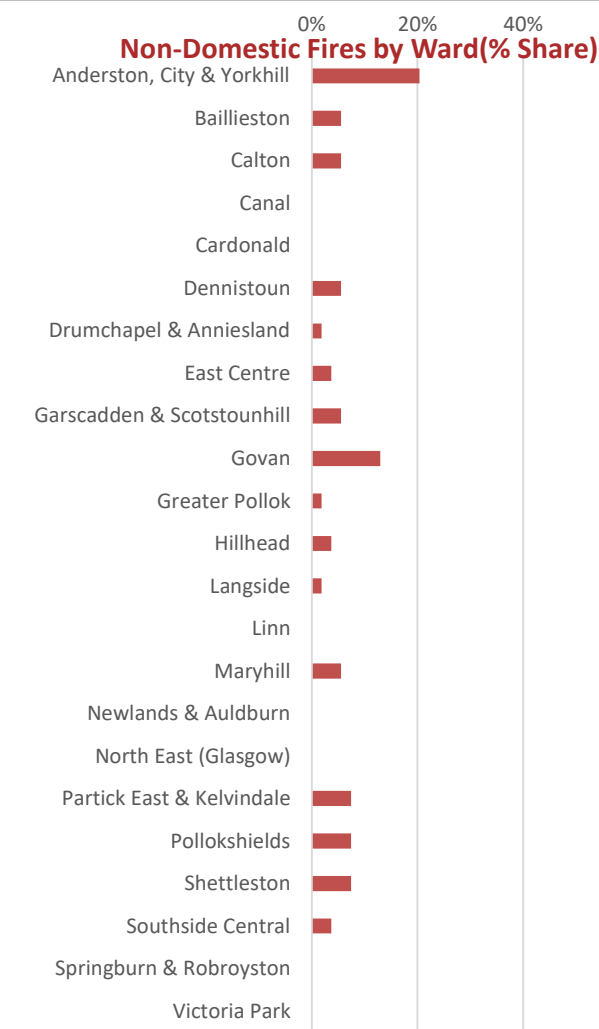 0% 20% 40%
Non-Domestic Fires by Ward(% Share)
Anderston, City & Yorkhill
Baillieston
Calton
Canal
Cardonald
Dennistoun
Drumchapel & Anniesland
East Centre
Garscadden & Scotstounhill
Govan
Greater Pollok
Hillhead
Langside
Linn
Maryhill
Newlands & Auldburn
North East (Glasgow)
Partick East & Kelvindale
Pollokshields
Shettleston
Southside Central
Springburn & Robroyston
Victoria Park